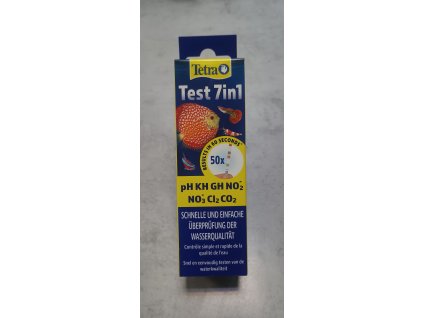 Tetra
Test 7in1
RESULTS IN 60 SECONDS*
50x
pH KH GH NO₂⁻
NO₃⁻ Cl₂ CO₂
SCHNELLE UND EINFACHE
ÜBERPRÜFUNG DER
WASSERQUALITÄT
Contrôle simple et rapide de la
qualité de l'eau
Snel en eenvoudig testen van de
waterkwaliteit